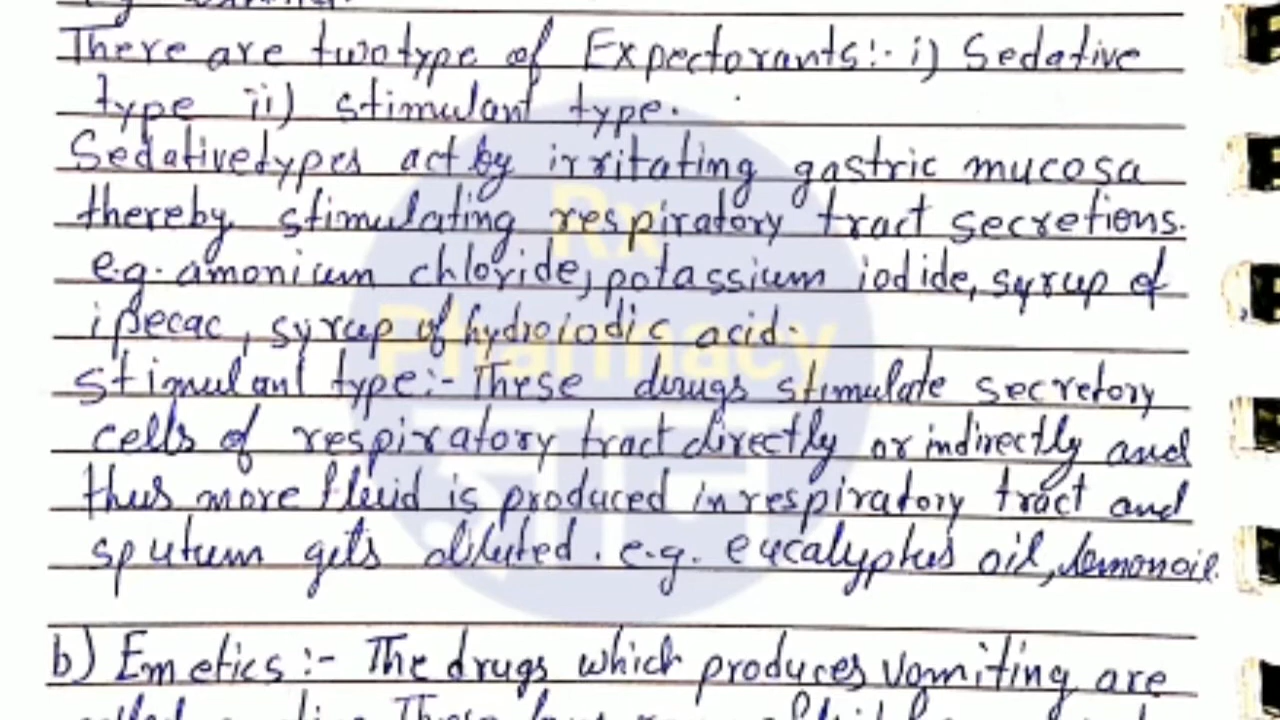 There are two type of Expectorants:- i) Sedative
type ii) stimulant type.
Sedative types act by irritating gastric mucosa
thereby stimulating respiratory tract secretions.
e.g. amonium chloride, potassium iodide, syrup of
ipecac, syrup of hydroiodic acid.
stimulant type:- These drugs stimulate secretory
cells of respiratory tract directly or indirectly and
thus more fluid is produced in respiratory tract and
sputum gets diluted. e.g. eucalyptus oil, lemon oil.
b) Emetics:- The drugs which produces vomiting are
Rx
Pharmacy